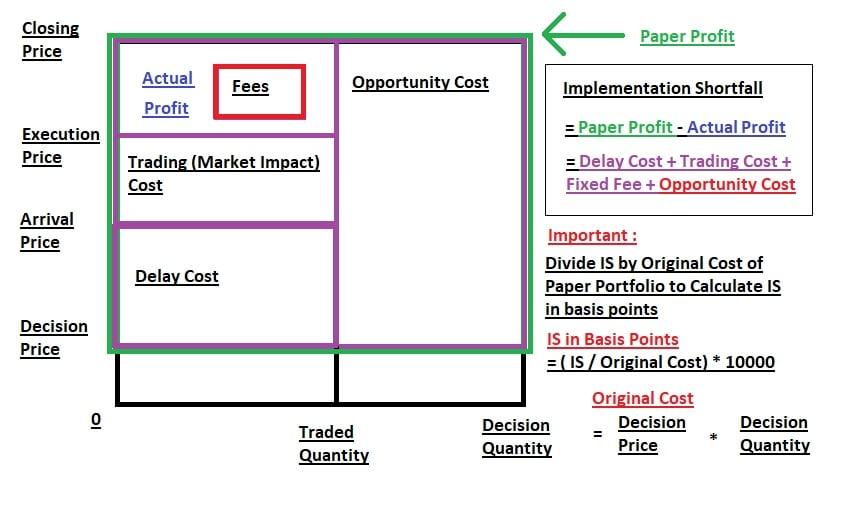 Closing
Price
Paper Profit
Actual
Profit
Fees
Opportunity Cost
Implementation Shortfall
= Paper Profit - Actual Profit
= Delay Cost + Trading Cost +
Fixed Fee + Opportunity Cost
Execution
Price
Trading (Market Impact)
Cost
Arrival
Price
Important :
Divide IS by Original Cost of
Paper Portfolio to Calculate IS
in basis points
Delay Cost
Decision
Price
IS in Basis Points
= ( IS / Original Cost) * 10000
Original Cost
= Decision
Price
* Decision
Quantity
0
Traded
Quantity
Decision
Quantity